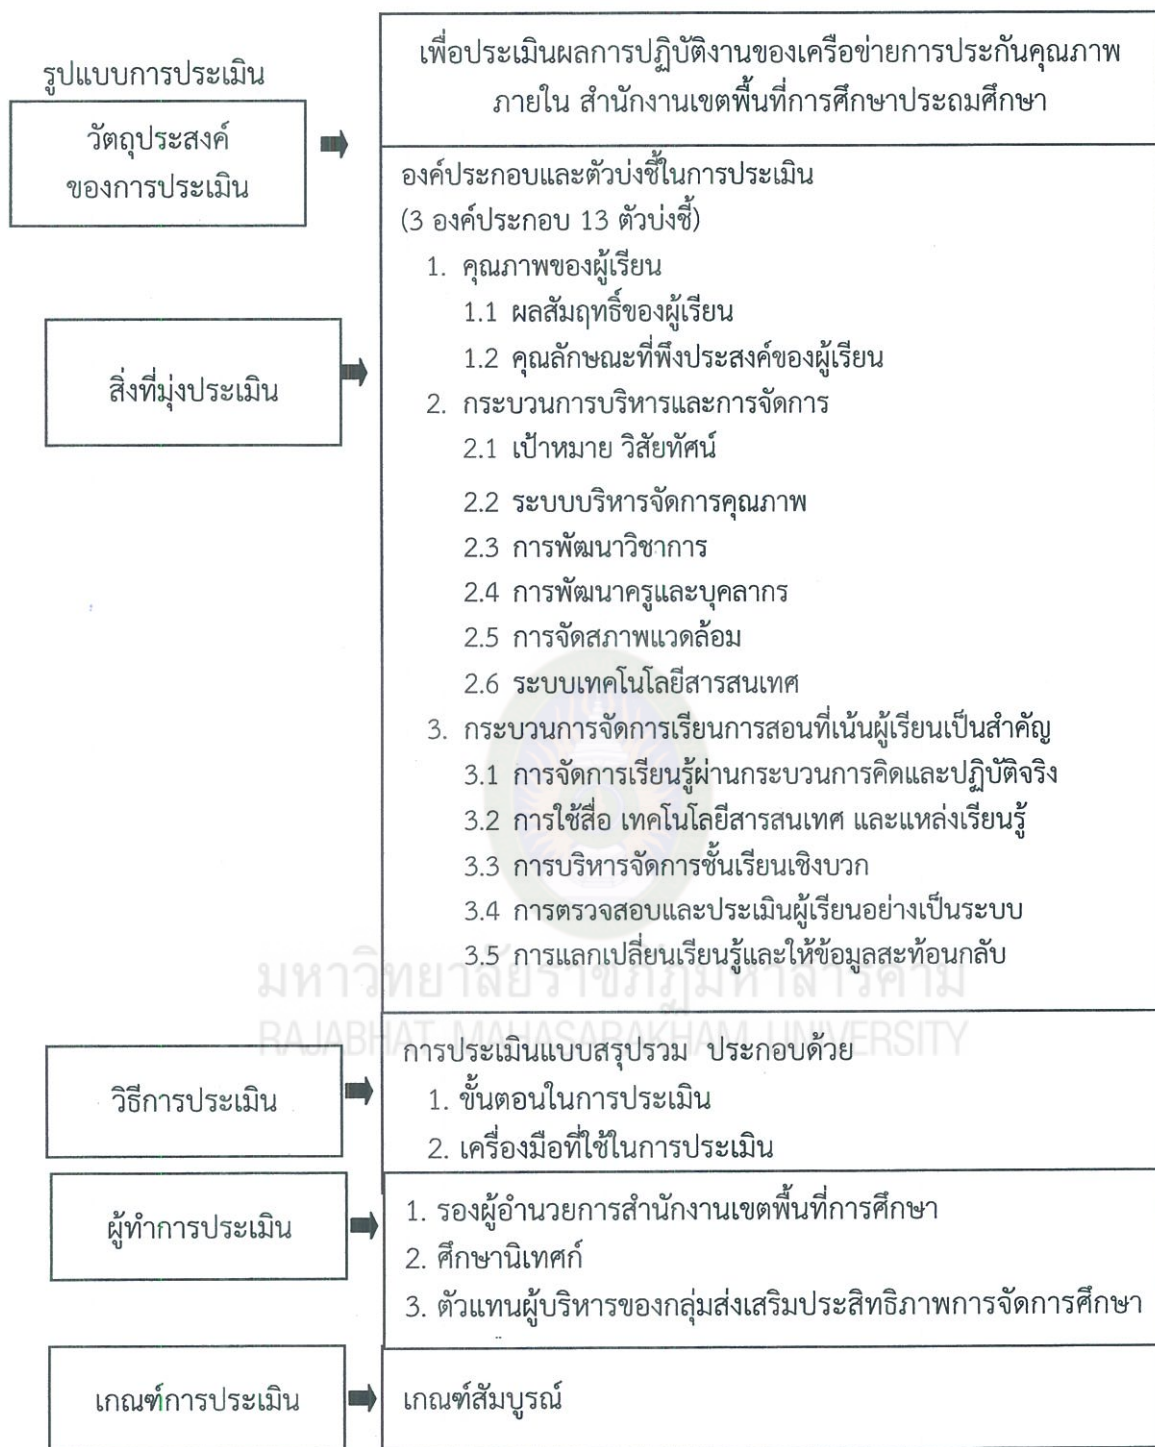 รูปแบบการประเมิน
วัตถุประสงค์
ของการประเมิน
เพื่อประเมินผลการปฏิบัติงานของเครือข่ายการประกันคุณภาพ
ภายใน สำนักงานเขตพื้นที่การศึกษาประถมศึกษา
สิ่งที่มุ่งประเมิน
องค์ประกอบและตัวบ่งชี้ในการประเมิน
(3 องค์ประกอบ 13 ตัวบ่งชี้)
1. คุณภาพของผู้เรียน
1.1 ผลสัมฤทธิ์ของผู้เรียน
1.2 คุณลักษณะที่พึงประสงค์ของผู้เรียน
2. กระบวนการบริหารและการจัดการ
2.1 เป้าหมาย วิสัยทัศน์
2.2 ระบบบริหารจัดการคุณภาพ
2.3 การพัฒนาวิชาการ
2.4 การพัฒนาครูและบุคลากร
2.5 การจัดสภาพแวดล้อม
2.6 ระบบเทคโนโลยีสารสนเทศ
3. กระบวนการจัดการเรียนการสอนที่เน้นผู้เรียนเป็นสำคัญ
3.1 การจัดการเรียนรู้ผ่านกระบวนการคิดและปฏิบัติจริง
3.2 การใช้สื่อ เทคโนโลยีสารสนเทศ และแหล่งเรียนรู้
3.3 การบริหารจัดการชั้นเรียนเชิงบวก
3.4 การตรวจสอบและประเมินผู้เรียนอย่างเป็นระบบ
3.5 การแลกเปลี่ยนเรียนรู้และให้ข้อมูลสะท้อนกลับ
มหาวิทยาลัยราชภัฏมหาสารคาม
RAJABHAT MAHASARAKHAM UNIVERSITY
วิธีการประเมิน
การประเมินแบบสรุปรวม ประกอบด้วย
1. ขั้นตอนในการประเมิน
2. เครื่องมือที่ใช้ในการประเมิน
ผู้ทำการประเมิน
1. รองผู้อำนวยการสำนักงานเขตพื้นที่การศึกษา
2. ศึกษานิเทศก์
3. ตัวแทนผู้บริหารของกลุ่มส่งเสริมประสิทธิภาพการจัดการศึกษา
เกณฑ์การประเมิน
เกณฑ์สัมบูรณ์